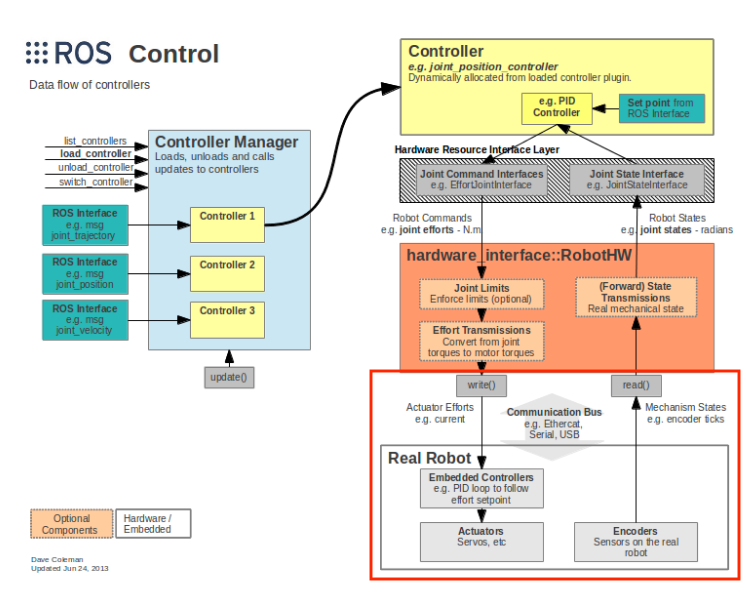 ROS Control
Data flow of controllers
list_controllers
load_controller
unload_controller
switch_controller
Controller Manager
Loads, unloads and calls
updates to controllers
ROS Interface
e.g. msg
joint_trajectory
Controller 1
ROS Interface
e.g. msg
joint_position
Controller 2
ROS Interface
e.g. msg
joint_velocity
Controller 3
update()
Controller
e.g. joint_position_controller
Dynamically allocated from loaded controller plugin.
e.g. PID
Controller
Set point from
ROS Interface
Hardware Resource Interface Layer
Joint Command Interfaces
e.g. EffortJointInterface
Joint State Interface
e.g. JointStateInterface
Robot Commands
e.g. joint efforts - N.m
Robot States
e.g. joint states - radians
hardware_interface::RobotHW
Joint Limits
Enforce limits (optional)
Effort Transmissions
Convert from joint
torques to motor torques
(Forward) State
Transmissions
Real mechanical state
write()
read()
Actuator Efforts
e.g. current
Communication Bus
e.g. Ethercat,
Serial, USB
Mechanism States
e.g. encoder ticks
Real Robot
Embedded Controllers
e.g. PID loop to follow
effort setpoint
Actuators
Servos, etc
Encoders
Sensors on the real
robot
Optional
Components
Hardware /
Embedded
Dave Coleman
Updated Jun 24, 2013